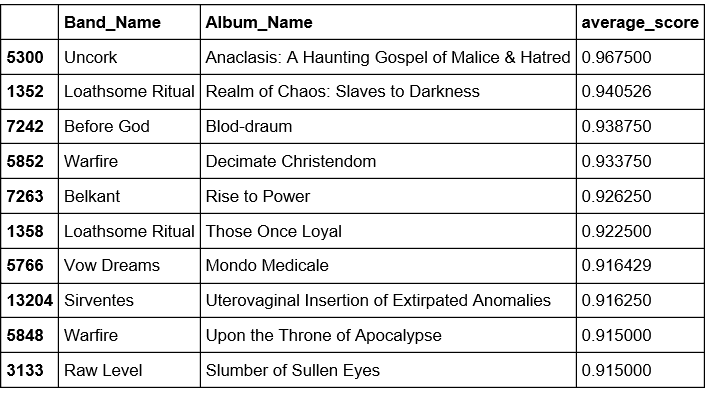 Band_Name Album_Name average_score
5300 Uncork Anaclasis: A Haunting Gospel of Malice & Hatred 0.967500
1352 Loathsome Ritual Realm of Chaos: Slaves to Darkness 0.940526
7242 Before God Blod-draum 0.938750
5852 Warfire Decimate Christendom 0.933750
7263 Belkant Rise to Power 0.926250
1358 Loathsome Ritual Those Once Loyal 0.922500
5766 Vow Dreams Mondo Medicale 0.916429
13204 Sirventes Uterovaginal Insertion of Extirpated Anomalies 0.916250
5848 Warfire Upon the Throne of Apocalypse 0.915000
3133 Raw Level Slumber of Sullen Eyes 0.915000